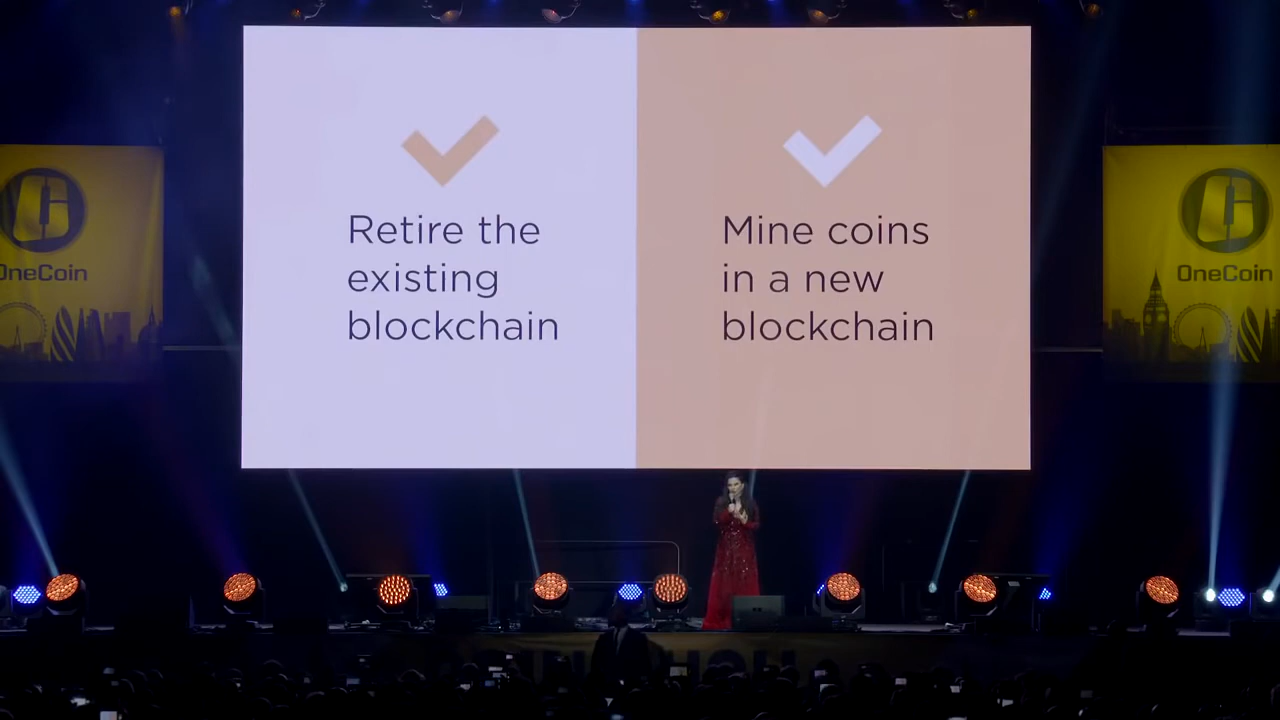 Retire the
existing
blockchain
Mine coins
in a new
blockchain
OneCoin
OneCoin